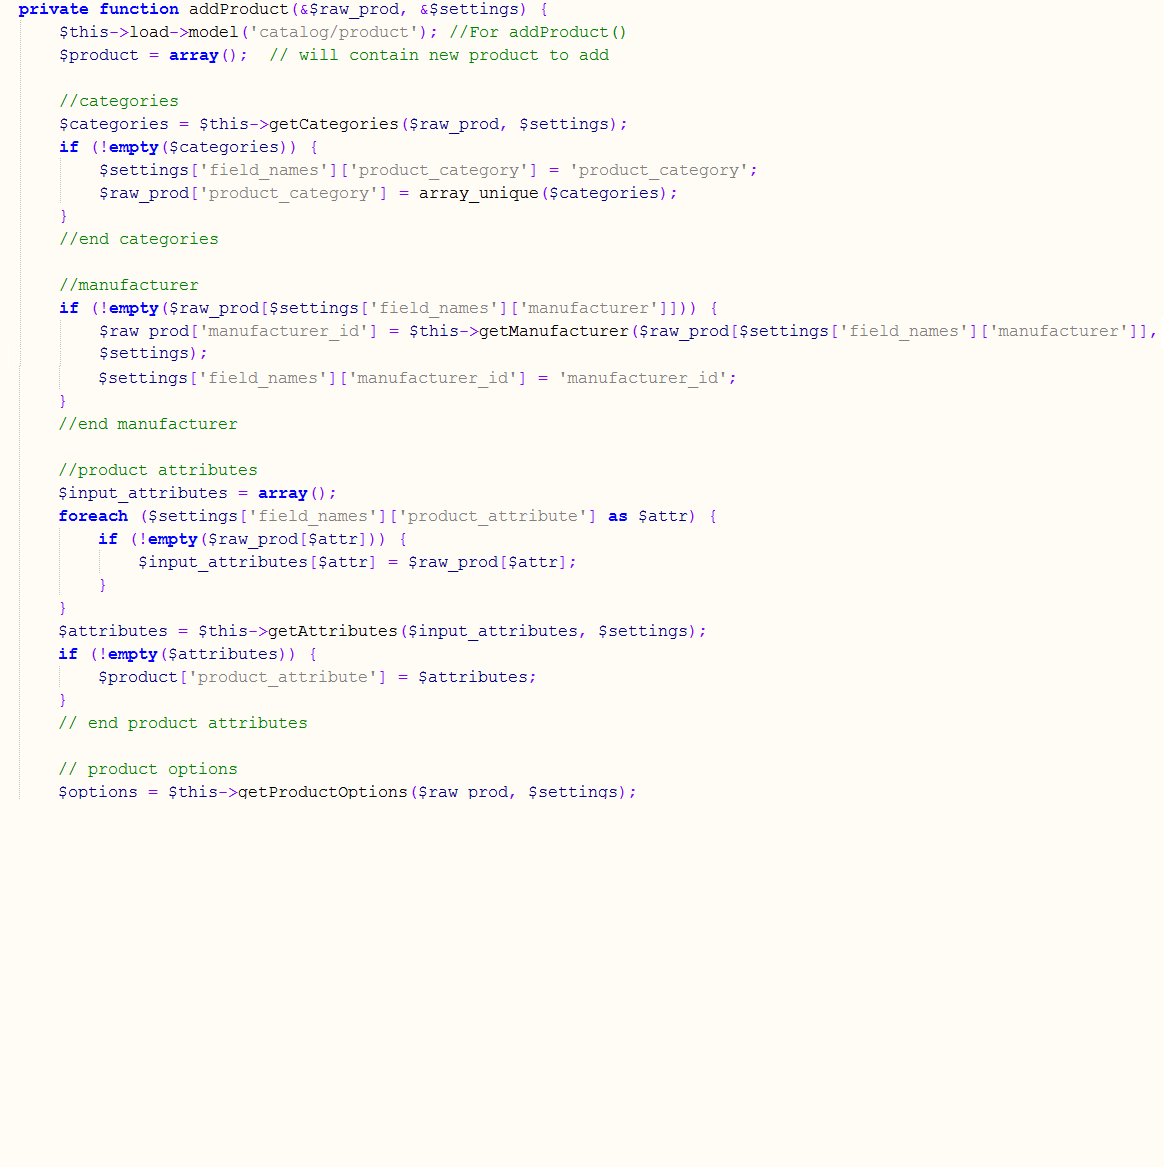 private function addProduct(&$raw_prod, &$settings) {
$this->load->model('catalog/product'); //For addProduct()
$product = array();  // will contain new product to add
//categories
$categories = $this->getCategories($raw_prod, $settings);
if (!empty($categories)) {
$settings['field_names']['product_category'] = 'product_category';
$raw_prod['product_category'] = array_unique($categories);
}
//end categories
//manufacturer
if (!empty($raw_prod[$settings['field_names']['manufacturer']])) {
$raw_prod['manufacturer_id'] = $this->getManufacturer($raw_prod[$settings['field_names']['manufacturer']],
$settings);
$settings['field_names']['manufacturer_id'] = 'manufacturer_id';
}
//end manufacturer
//product attributes
$input_attributes = array();
foreach ($settings['field_names']['product_attribute'] as $attr) {
if (!empty($raw_prod[$attr])) {
$input_attributes[$attr] = $raw_prod[$attr];
}
}
$attributes = $this->getAttributes($input_attributes, $settings);
if (!empty($attributes)) {
$product['product_attribute'] = $attributes;
}
// end product attributes
// product options
$options = $this->getProductOptions($raw_prod, $settings);